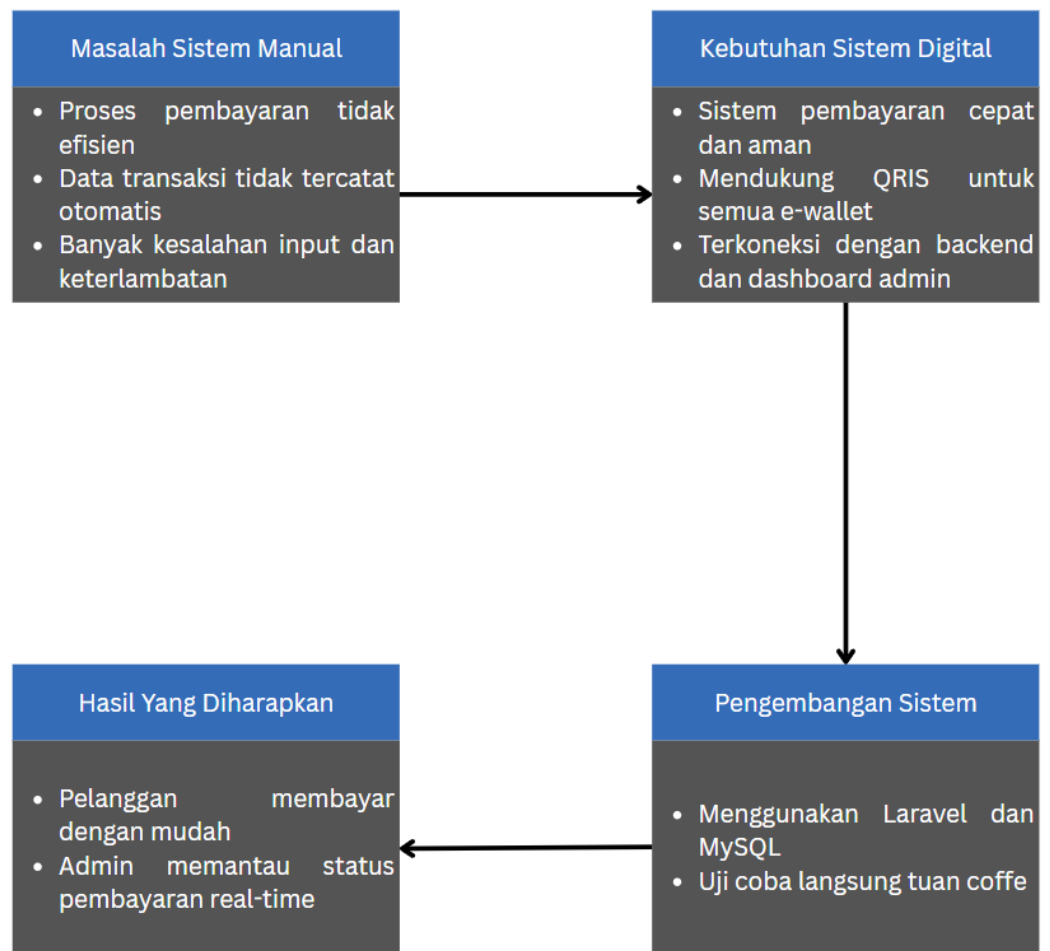 Masalah Sistem Manual
• Proses pembayaran tidak
efisien
• Data transaksi tidak tercatat
otomatis
• Banyak kesalahan input dan
keterlambatan
Kebutuhan Sistem Digital
• Sistem pembayaran cepat
dan aman
• Mendukung QRIS untuk
semua e-wallet
• Terkoneksi dengan backend
dan dashboard admin
Pengembangan Sistem
• Menggunakan Laravel dan
MySQL
• Uji coba langsung tuan coffe
Hasil Yang Diharapkan
• Pelanggan membayar
dengan mudah
• Admin memantau status
pembayaran real-time